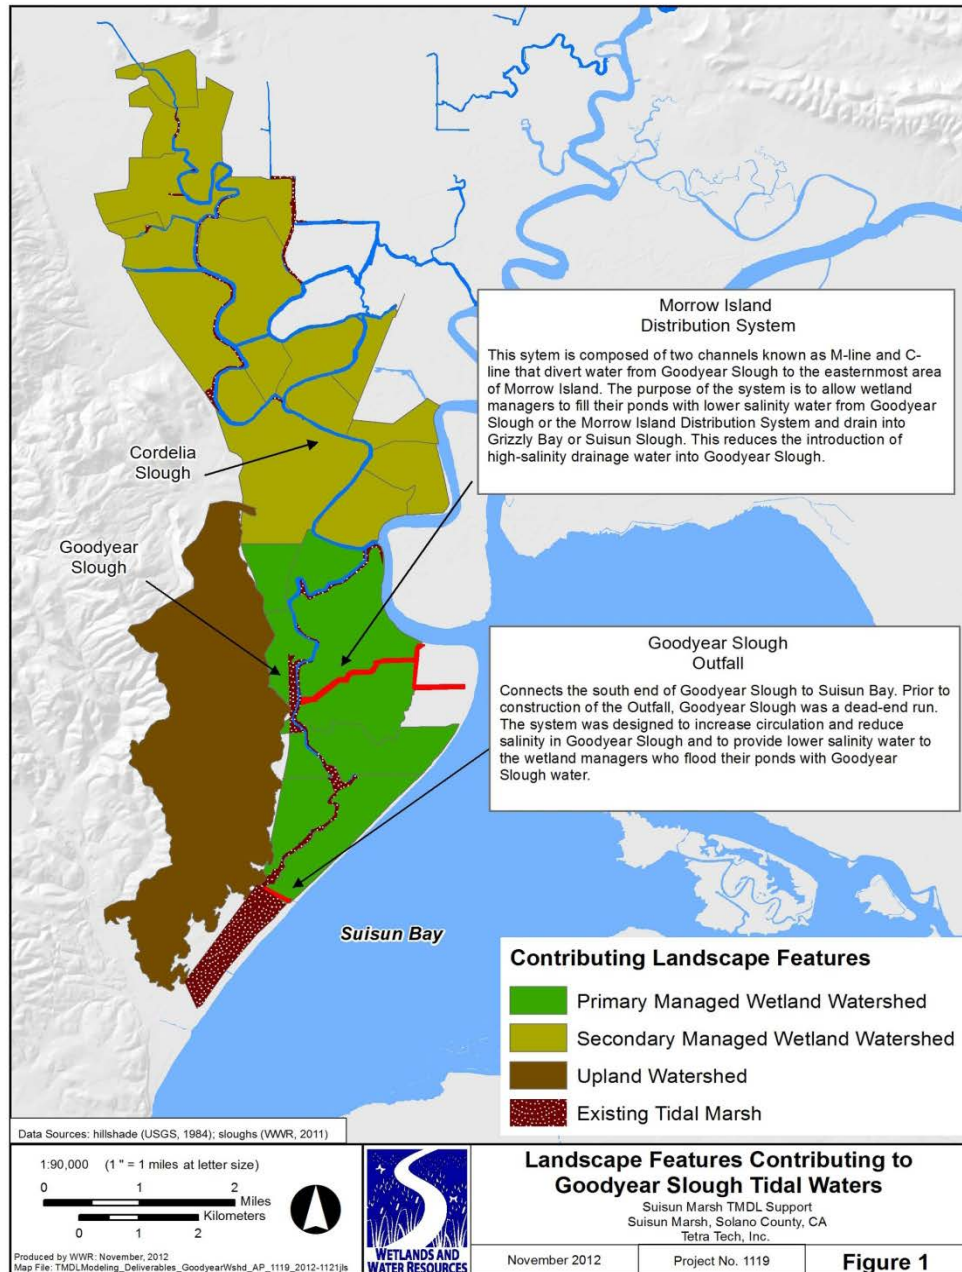 Morrow Island
Distribution System
This sytem is composed of two channels known as M-line and C-
line that divert water from Goodyear Slough to the easternmost area
of Morrow Island. The purpose of the system is to allow wetland
managers to fill their ponds with lower salinity water from Goodyear
Slough or the Morrow Island Distribution System and drain into
Grizzly Bay or Suisun Slough. This reduces the introduction of
high-salinity drainage water into Goodyear Slough.
Cordelia
Slough
Goodyear
Slough
Goodyear Slough
Outfall
Connects the south end of Goodyear Slough to Suisun Bay. Prior to
construction of the Outfall, Goodyear Slough was a dead-end run.
The system was designed to increase circulation and reduce
salinity in Goodyear Slough and to provide lower salinity water to
the wetland managers who flood their ponds with Goodyear
Slough water.
Suisun Bay
Contributing Landscape Features
Primary Managed Wetland Watershed
Secondary Managed Wetland Watershed
Upland Watershed
Existing Tidal Marsh
Data Sources: hillshade (USGS, 1984); sloughs (WWR, 2011)
1:90,000 (1 " = 1 miles at letter size)
0 1 2
Miles
Kilometers
0 1 2
Produced by WWR: November, 2012
Map File: TMDLModeling_Deliverables_GoodyearWshd_AP_1119_2012-1121jls
WETLANDS AND
WATER RESOURCES
Landscape Features Contributing to
Goodyear Slough Tidal Waters
Suisun Marsh TMDL Support
Suisun Marsh, Solano County, CA
Tetra Tech, Inc.
November 2012
Project No. 1119
Figure 1